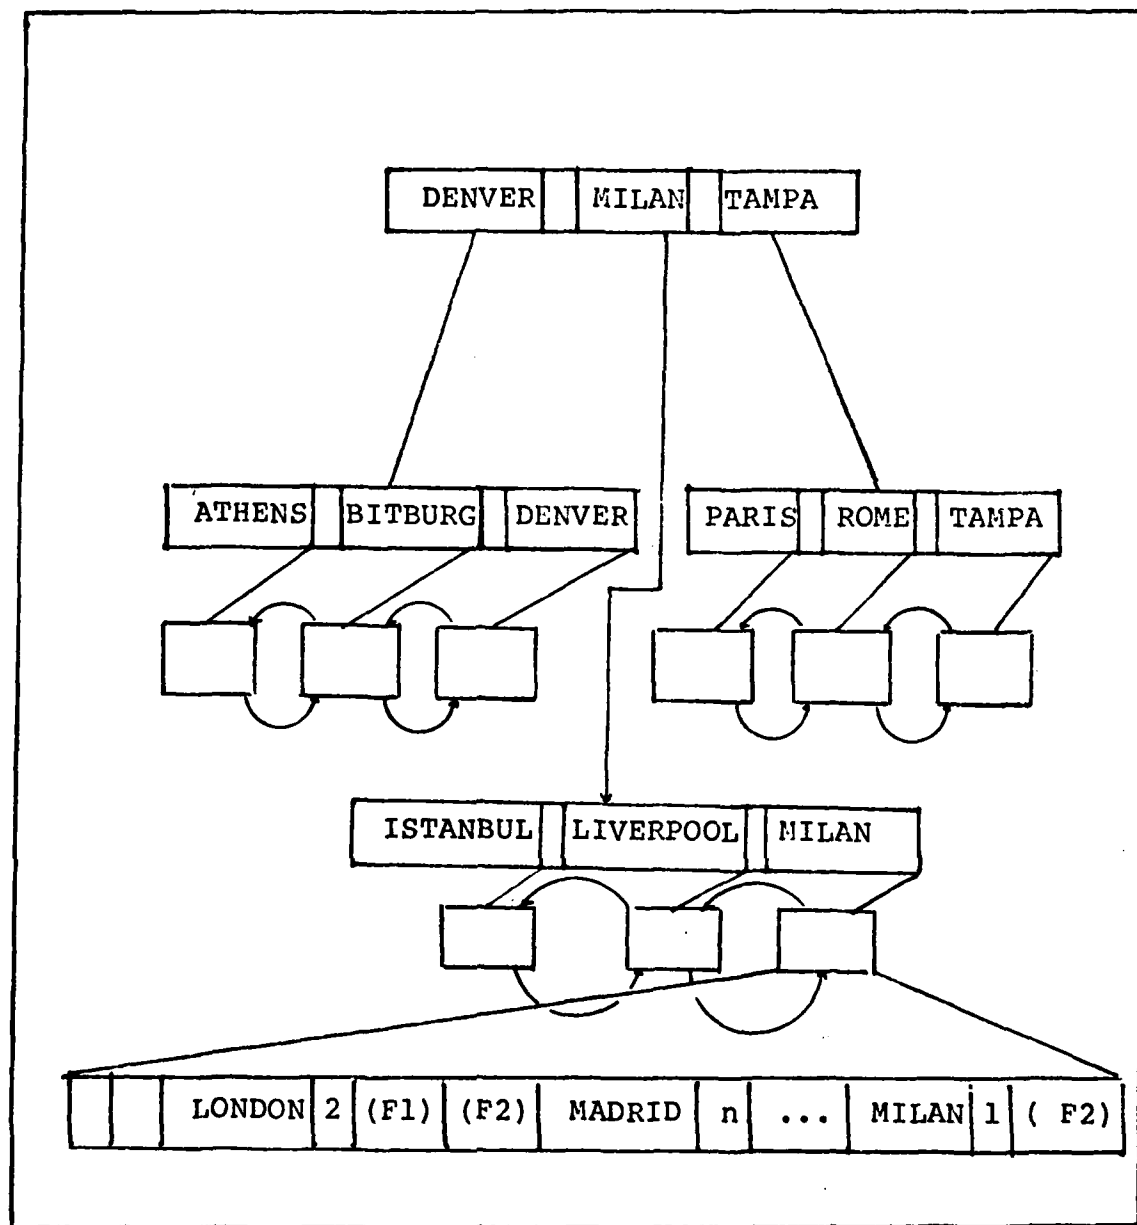 DENVER MILAN TAMPA
ATHENS BITBURG DENVER PARIS ROME TAMPA
ISTANBUL LIVERPOOL MILAN
LONDON 2 (F1) (F2) MADRID n ... MILAN 1 ( F2)